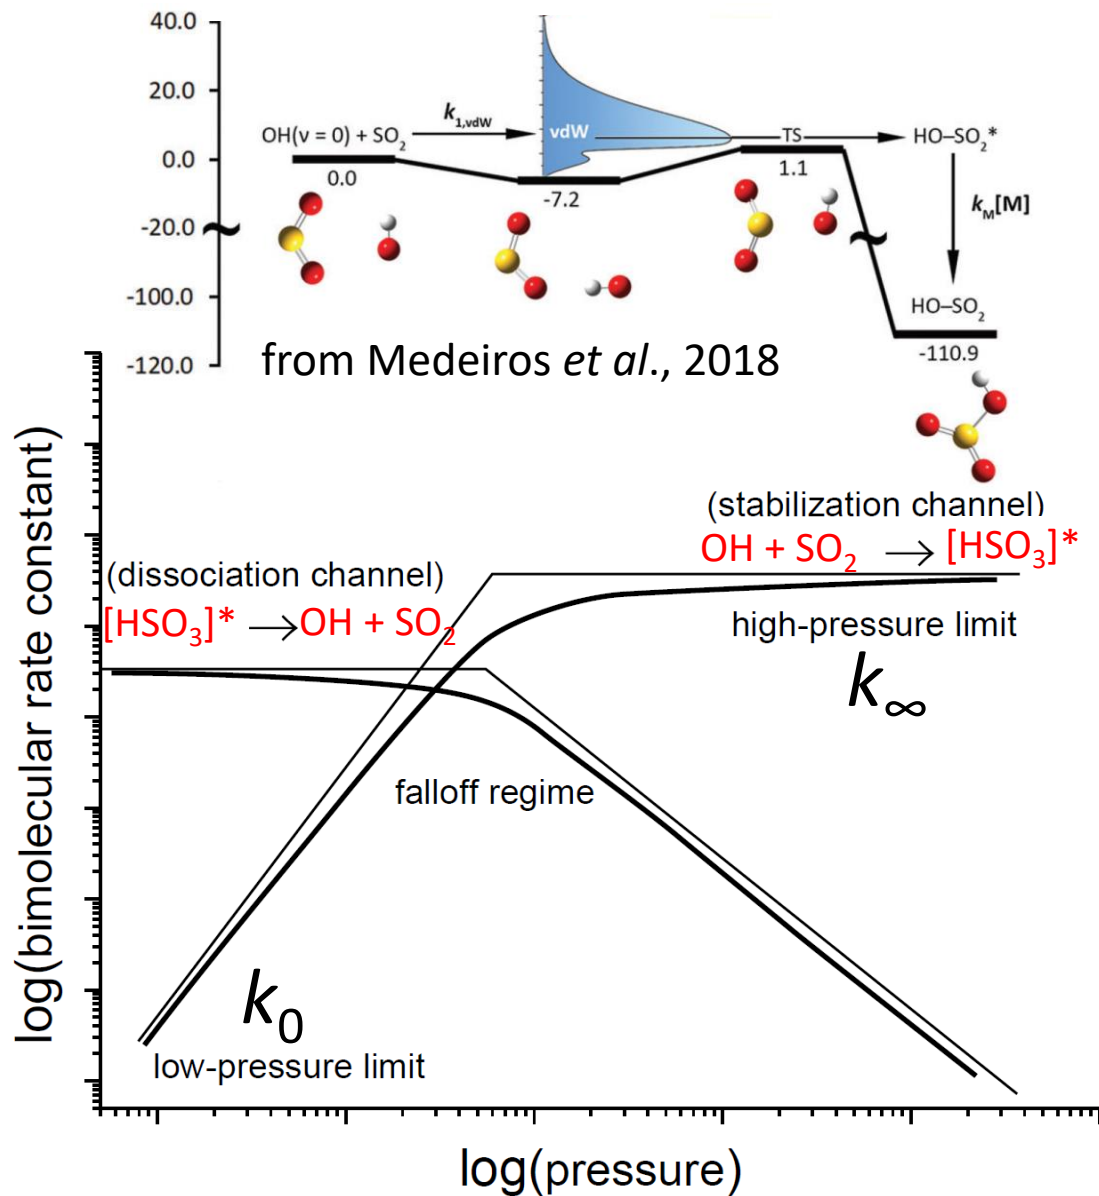 40.0
20.0
0.0
-20.0
-100.0
-120.0
OH(v = 0) + SO₂
k₁,vdW
vdW
TS
HO–SO₂*
0.0
-7.2
1.1
k_M[M]
HO–SO₂
-110.9
from Medeiros et al., 2018
(stabilization channel)
OH + SO₂ → [HSO₃]*
(dissociation channel)
[HSO₃]* → OH + SO₂
high-pressure limit
k∞
falloff regime
k₀
low-pressure limit
log(bimolecular rate constant)
log(pressure)